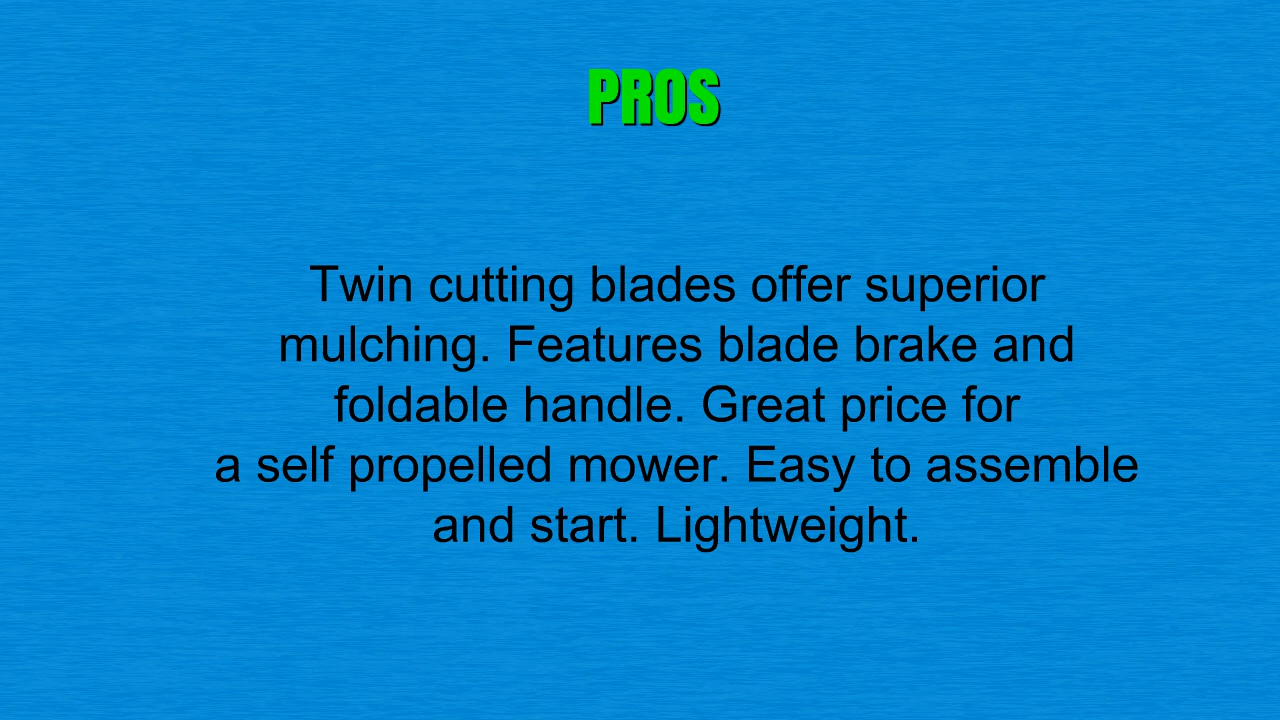 PROS
Twin cutting blades offer superior
mulching. Features blade brake and
foldable handle. Great price for
a self propelled mower. Easy to assemble
and start. Lightweight.